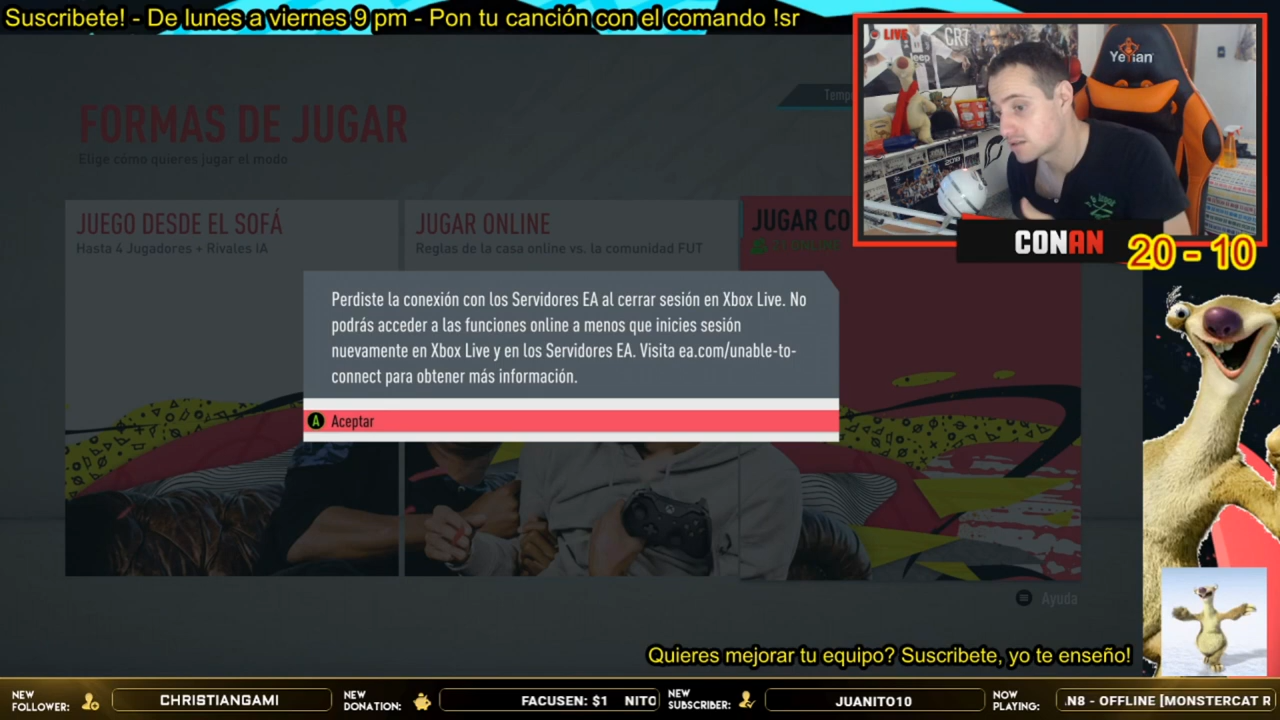 Suscribete! - De lunes a viernes 9 pm - Pon tu canción con el comando !sr
LIVE
CR7
Jeep
Yeyian
CONAN
20 - 10
FORMAS DE JUGAR
Elige cómo quieres jugar el modo
JUEGO DESDE EL SOFÁ
Hasta 4 Jugadores + Rivales IA
JUGAR ONLINE
Reglas de la casa online vs. la comunidad FUT
JUGAR CO
Perdiste la conexión con los Servidores EA al cerrar sesión en Xbox Live. No
podrás acceder a las funciones online a menos que inicies sesión
nuevamente en Xbox Live y en los Servidores EA. Visita ea.com/unable-to-
connect para obtener más información.
A Aceptar
Ayuda
Quieres mejorar tu equipo? Suscribete, yo te enseño!
NEW
FOLLOWER:
CHRISTIANGAMI
NEW
DONATION:
FACUSEN: $1 NITO
NEW
SUBSCRIBER:
JUANITO10
NOW
PLAYING:
.N8 - OFFLINE [MONSTERCAT R